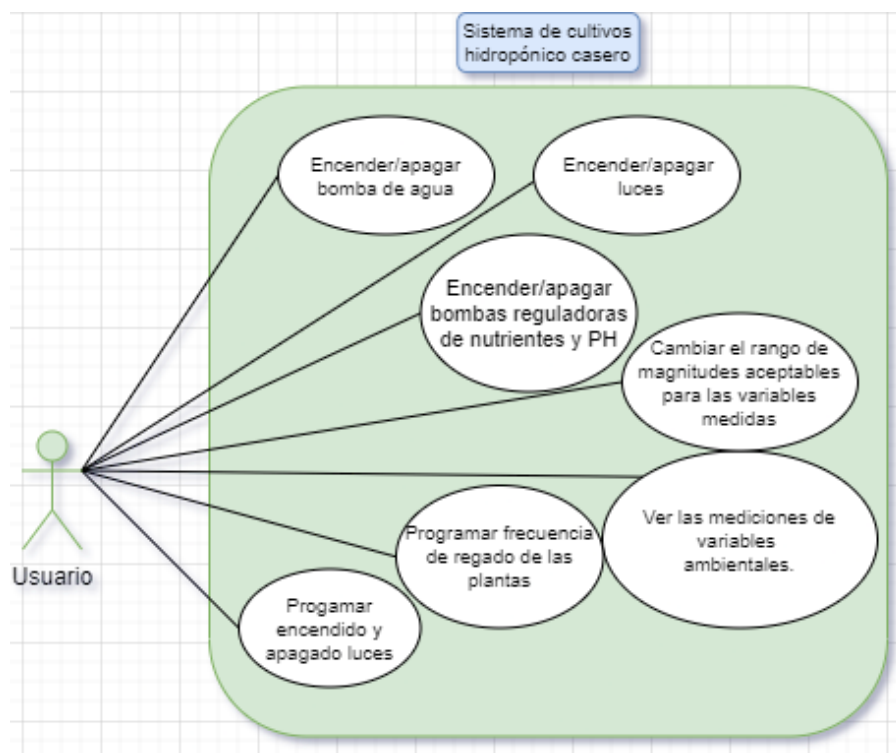 Sistema de cultivos
hidropónico casero
Encender/apagar
bomba de agua
Encender/apagar
luces
Encender/apagar
bombas reguladoras
de nutrientes y PH
Cambiar el rango de
magnitudes aceptables
para las variables
medidas
Ver las mediciones de
variables
ambientales.
Programar frecuencia
de regado de las
plantas
Usuario
Progamar
encendido y
apagado luces